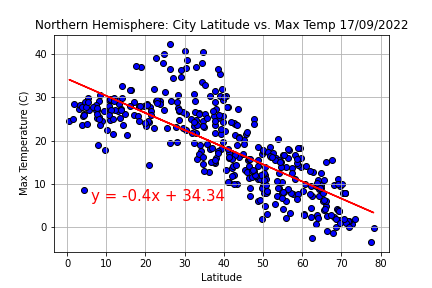 Northern Hemisphere: City Latitude vs. Max Temp 17/09/2022
Max Temperature (C)
40
30
20
10
0
y = -0.4x + 34.34
0 10 20 30 40 50 60 70 80
Latitude